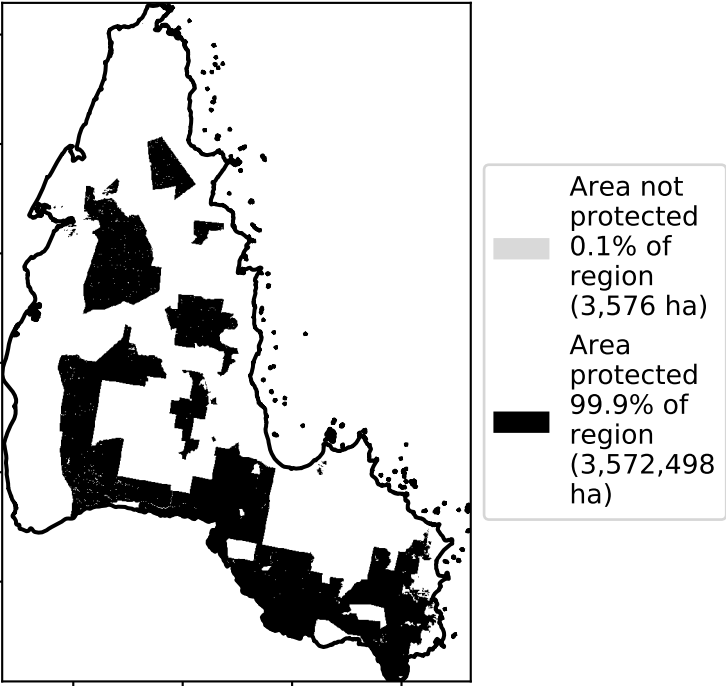 Area not
protected
0.1% of
region
(3,576 ha)
Area
protected
99.9% of
region
(3,572,498
ha)